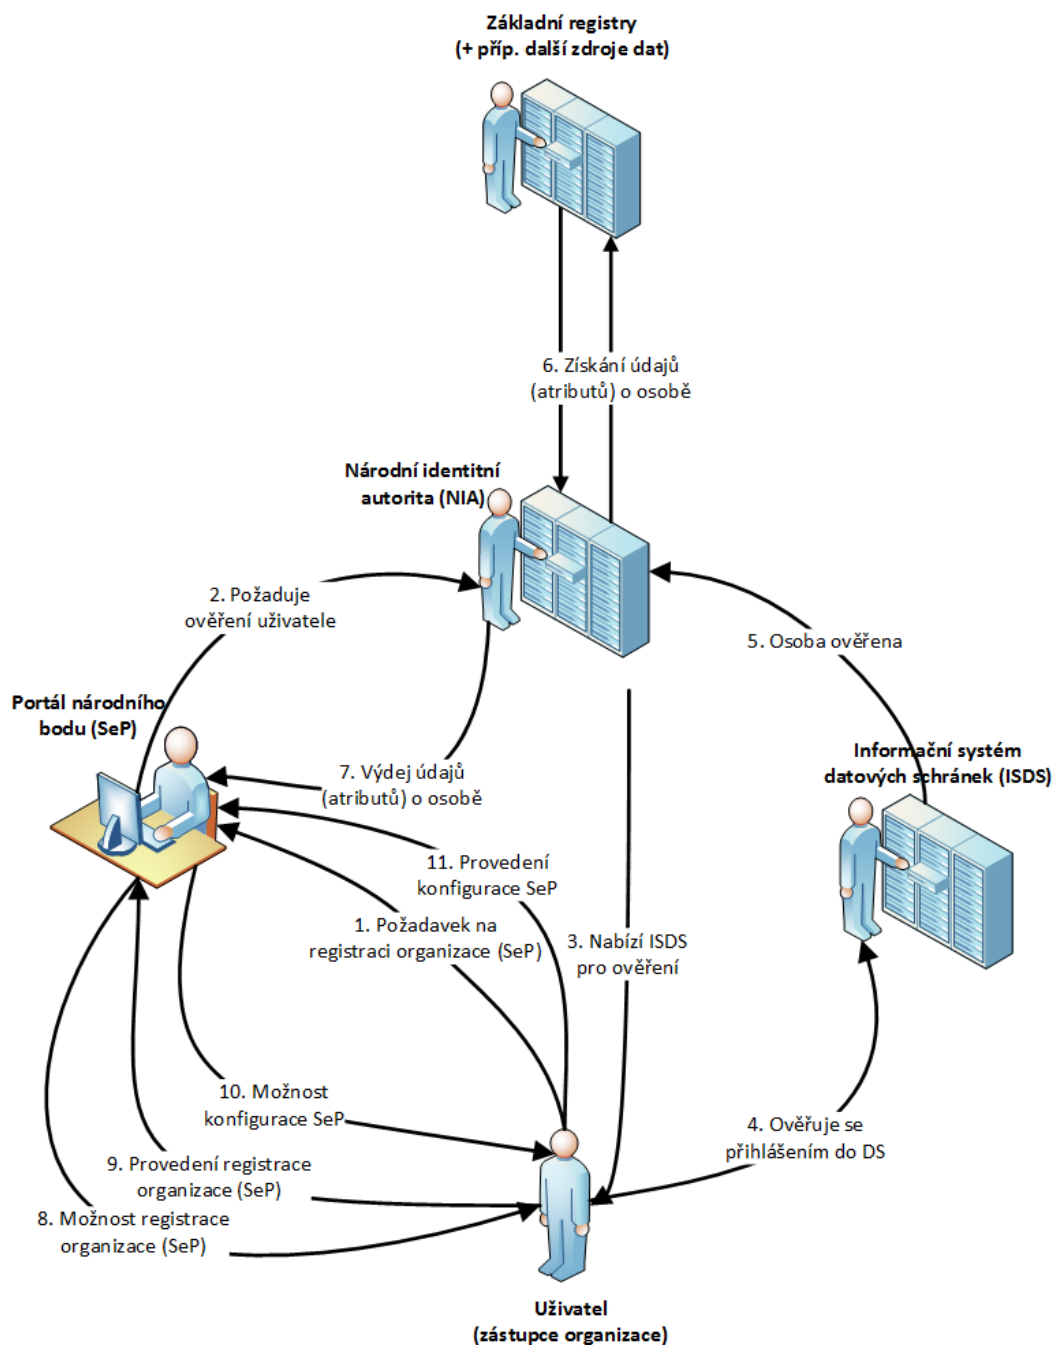 Základní registry
(+ příp. další zdroje dat)
6. Získání údajů
(atributů) o osobě
Národní identitní
autorita (NIA)
2. Požaduje
ověření uživatele
5. Osoba ověřena
Portál národního
bodu (SeP)
Informační systém
datových schránek (ISDS)
7. Výdej údajů
(atributů) o osobě
11. Provedení
konfigurace SeP
1. Požadavek na
registraci organizace (SeP)
3. Nabízí ISDS
pro ověření
10. Možnost
konfigurace SeP
4. Ověřuje se
přihlášením do DS
9. Provedení registrace
organizace (SeP)
8. Možnost registrace
organizace (SeP)
Uživatel
(zástupce organizace)